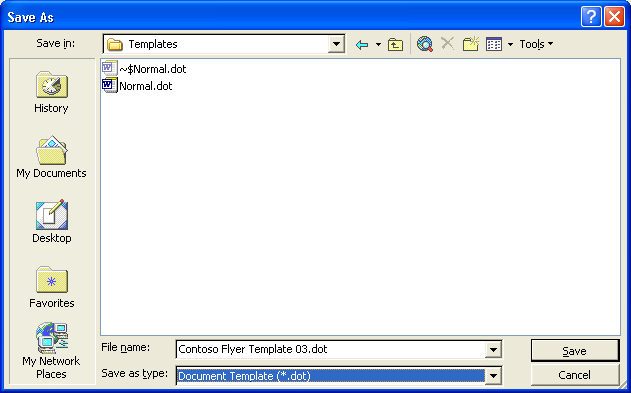 Save As
Save in: Templates Tools
~$Normal.dot
Normal.dot
History
My Documents
Desktop
Favorites
My Network
Places
File name: Contoso Flyer Template 03.dot Save
Save as type: Document Template (*.dot) Cancel